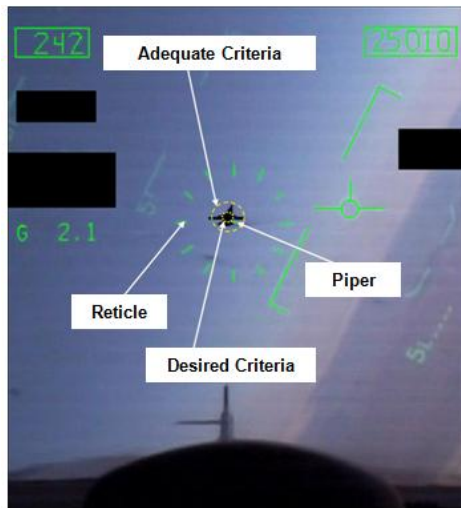 242
25010
Adequate Criteria
G 2.1
Piper
Reticle
Desired Criteria